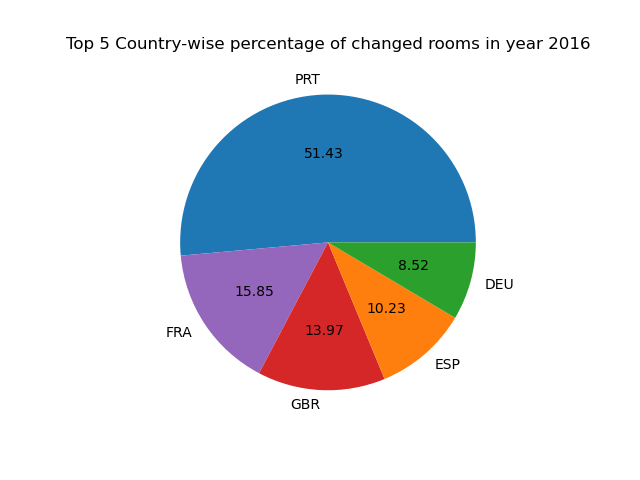 Top 5 Country-wise percentage of changed rooms in year 2016
PRT
51.43
8.52
DEU
15.85
10.23
FRA
13.97
ESP
GBR